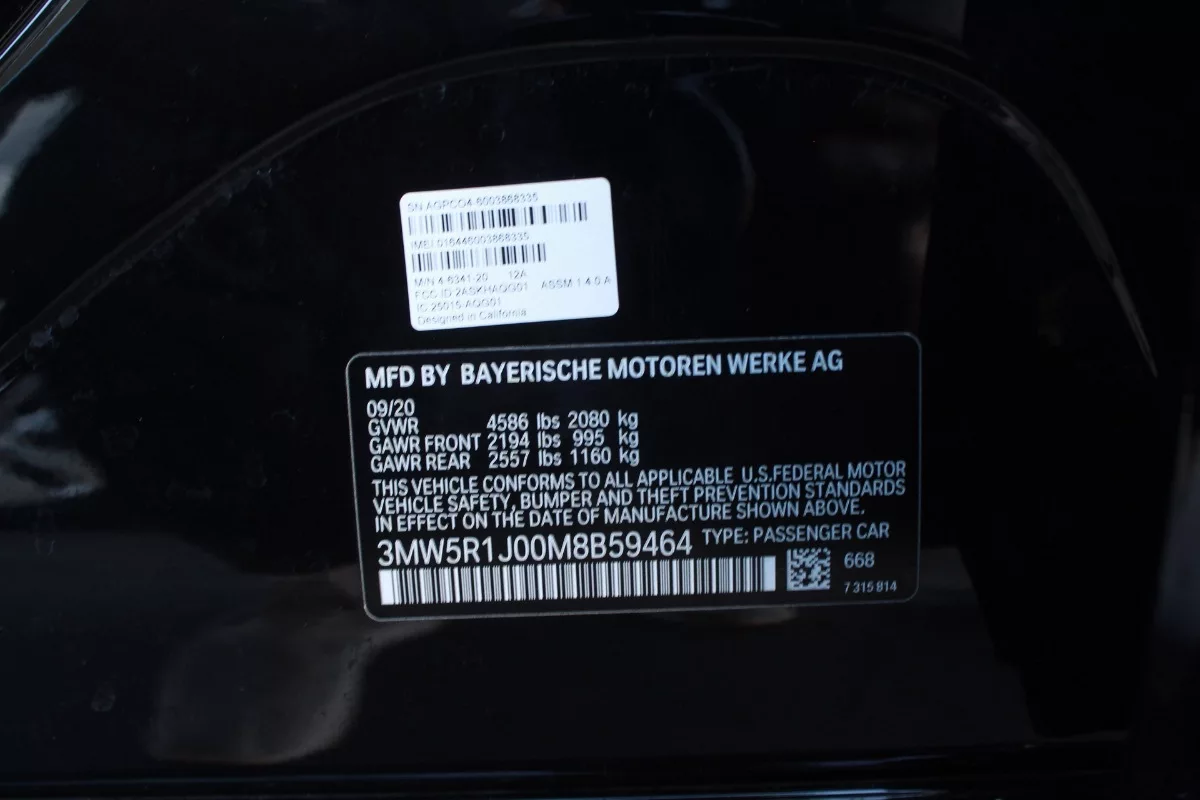 SN AGPCO4-6003868335
IMEI 016446003868335
M/N 4-6341-20 12A
FCC ID 2ASKHAQG01 ASSM 1.4.0.A
IC 25015-AQG01
Designed in California
MFD BY BAYERISCHE MOTOREN WERKE AG
09/20
GVWR 4586 lbs 2080 kg
GAWR FRONT 2194 lbs 995 kg
GAWR REAR 2557 lbs 1160 kg
THIS VEHICLE CONFORMS TO ALL APPLICABLE U.S.FEDERAL MOTOR
VEHICLE SAFETY, BUMPER AND THEFT PREVENTION STANDARDS
IN EFFECT ON THE DATE OF MANUFACTURE SHOWN ABOVE.
3MW5R1J00M8B59464 TYPE: PASSENGER CAR
668
7 315 814